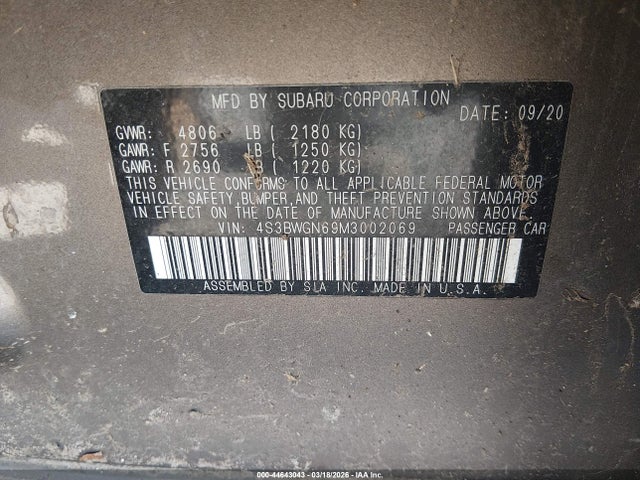 MFD BY SUBARU CORPORATION
DATE: 09/20
GVWR: 4806 LB ( 2180 KG)
GAWR: F 2756 LB ( 1250 KG)
GAWR: R 2690 LB ( 1220 KG)
THIS VEHICLE CONFORMS TO ALL APPLICABLE FEDERAL MOTOR
VEHICLE SAFETY,BUMPER,AND THEFT PREVENTION STANDARDS
IN EFFECT ON THE DATE OF MANUFACTURE SHOWN ABOVE.
VIN: 4S3BWGN69M3002069 PASSENGER CAR
ASSEMBLED BY SIA INC. MADE IN U.S.A.
000-44643043 - 03/18/2026 - IAA Inc.